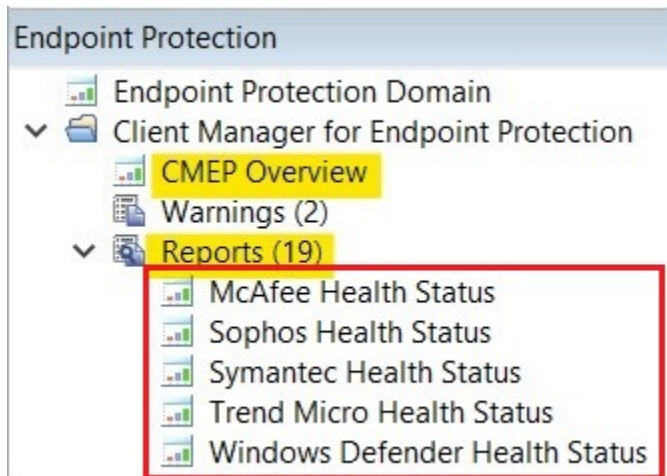 Endpoint Protection
Endpoint Protection Domain
Client Manager for Endpoint Protection
CMEP Overview
Warnings (2)
Reports (19)
McAfee Health Status
Sophos Health Status
Symantec Health Status
Trend Micro Health Status
Windows Defender Health Status